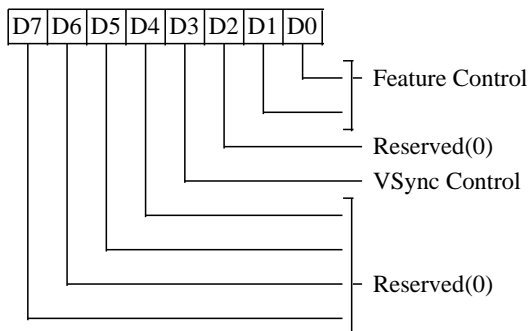 D7 D6 D5 D4 D3 D2 D1 D0
Feature Control
Reserved(0)
VSync Control
Reserved(0)